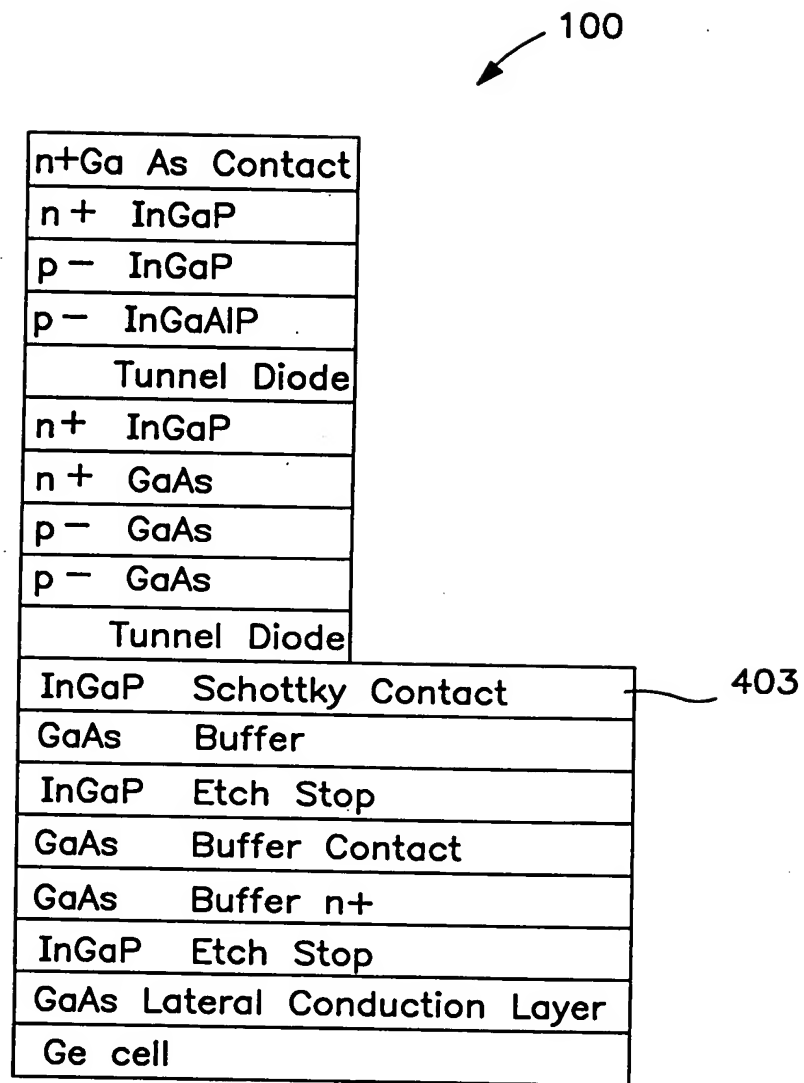 100
n+Ga As Contact
n+ InGaP
p- InGaP
p- InGaAlP
Tunnel Diode
n+ InGaP
n+ GaAs
p- GaAs
p- GaAs
Tunnel Diode
InGaP Schottky Contact 403
GaAs Buffer
InGaP Etch Stop
GaAs Buffer Contact
GaAs Buffer n+
InGaP Etch Stop
GaAs Lateral Conduction Layer
Ge cell